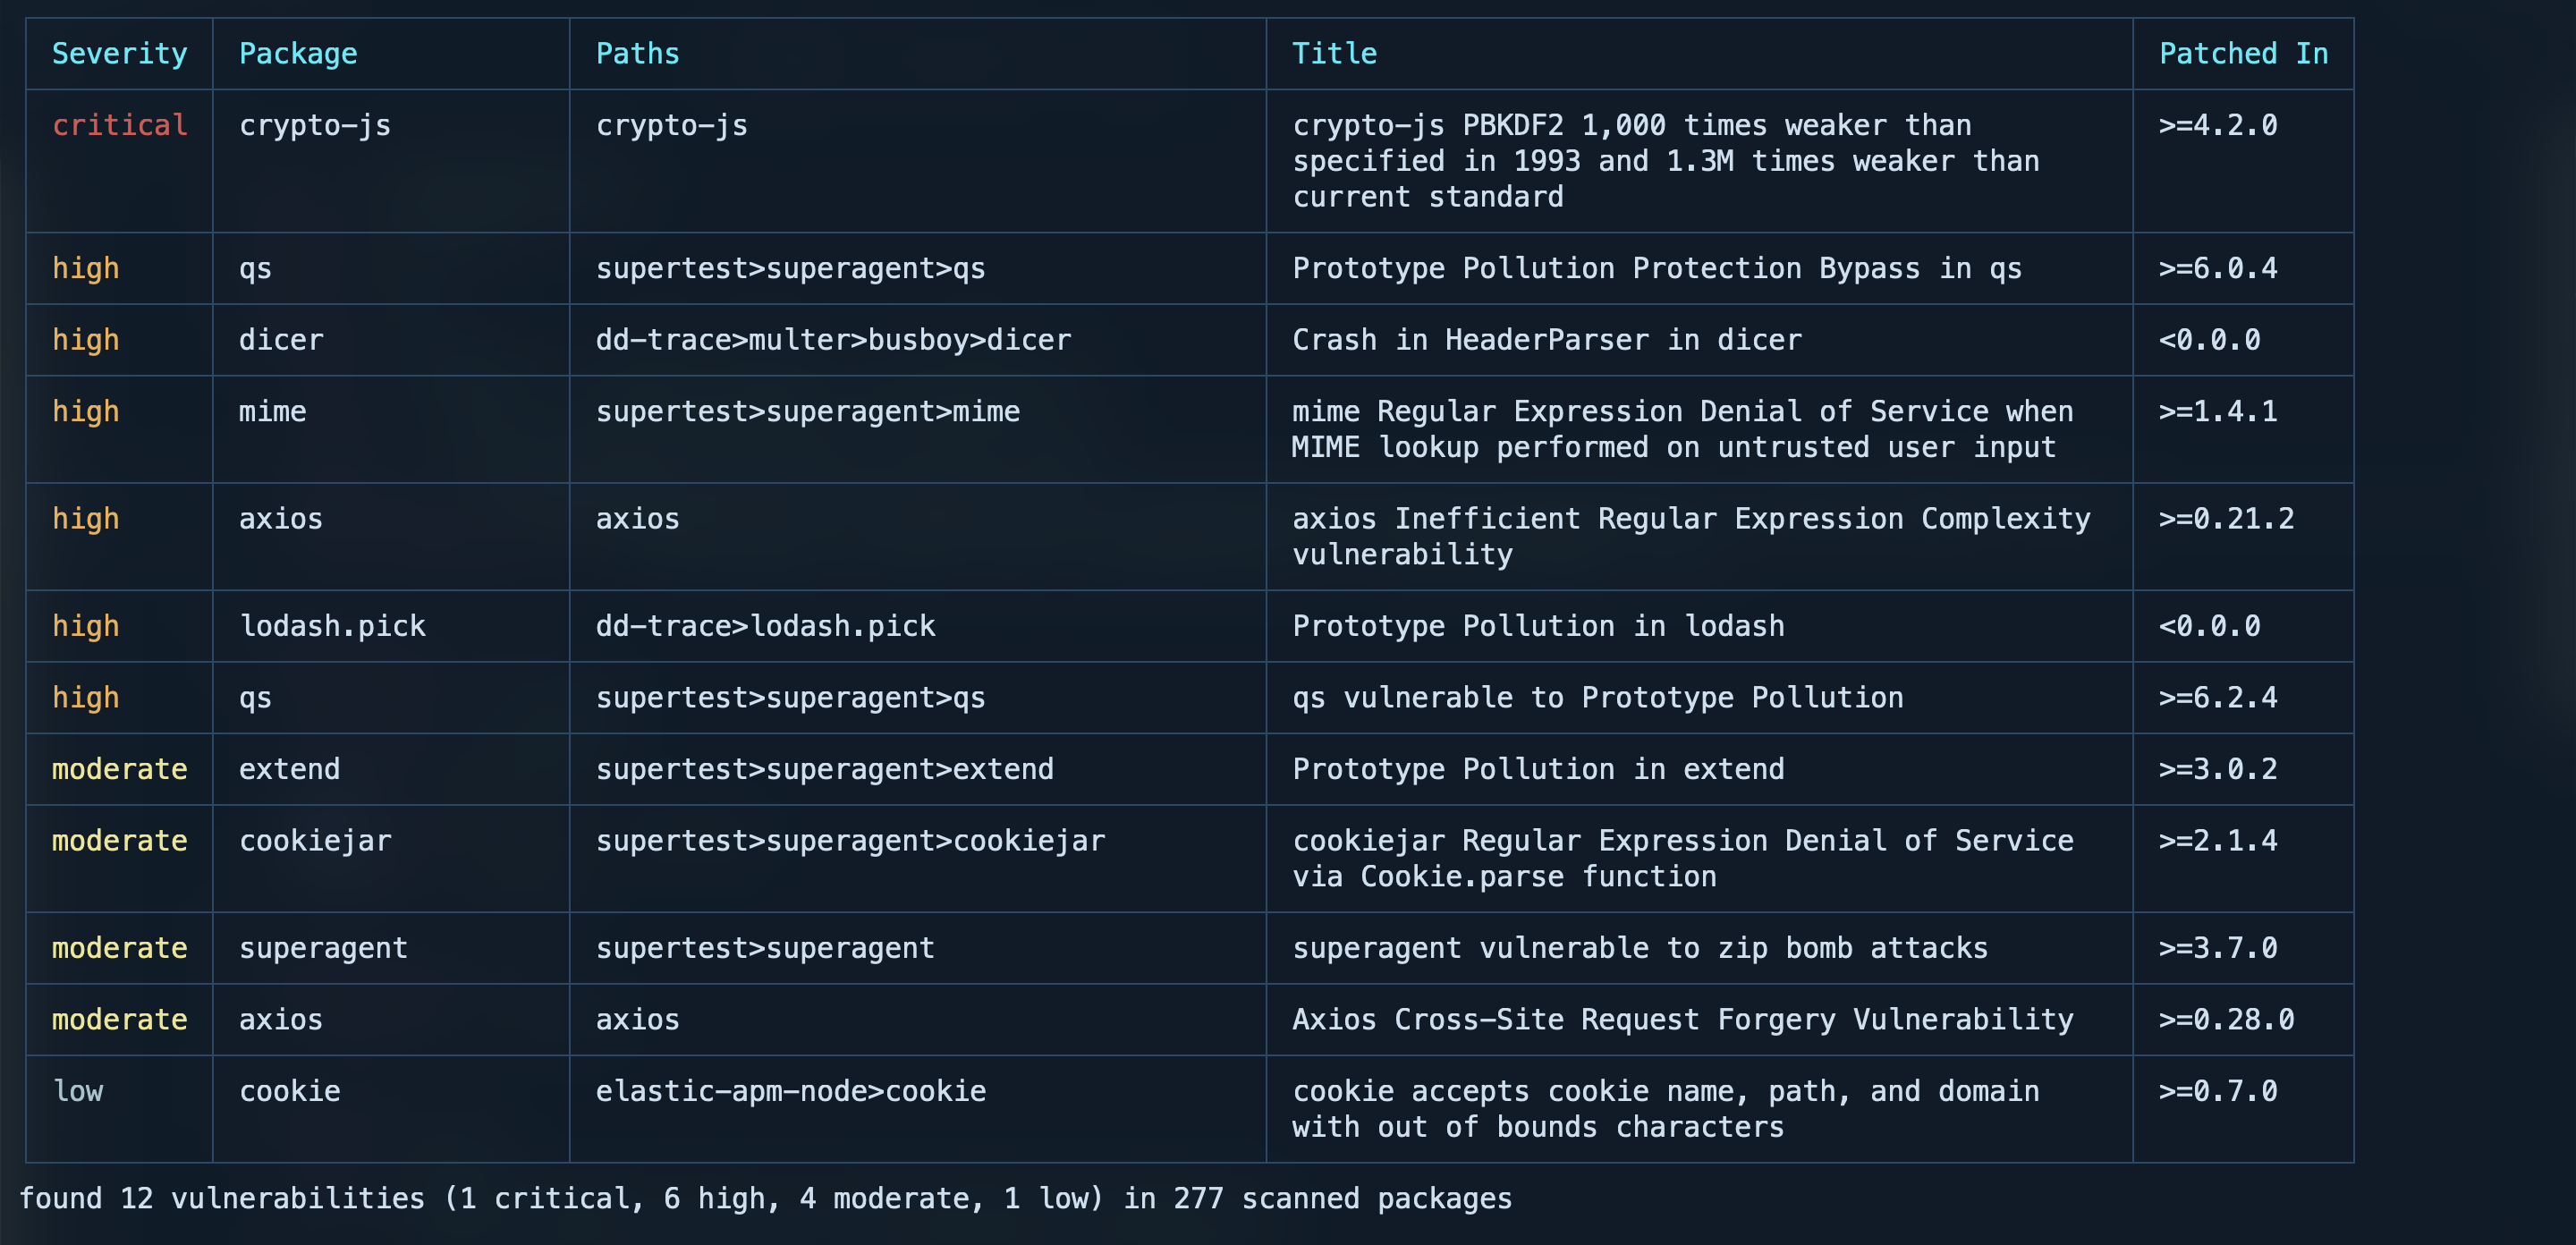 Severity Package Paths Title Patched In
critical crypto-js crypto-js crypto-js PBKDF2 1,000 times weaker than >=4.2.0
specified in 1993 and 1.3M times weaker than
current standard
high qs supertest>superagent>qs Prototype Pollution Protection Bypass in qs >=6.0.4
high dicer dd-trace>multer>busboy>dicer Crash in HeaderParser in dicer <0.0.0
high mime supertest>superagent>mime mime Regular Expression Denial of Service when >=1.4.1
MIME lookup performed on untrusted user input
high axios axios axios Inefficient Regular Expression Complexity >=0.21.2
vulnerability
high lodash.pick dd-trace>lodash.pick Prototype Pollution in lodash <0.0.0
high qs supertest>superagent>qs qs vulnerable to Prototype Pollution >=6.2.4
moderate extend supertest>superagent>extend Prototype Pollution in extend >=3.0.2
moderate cookiejar supertest>superagent>cookiejar cookiejar Regular Expression Denial of Service >=2.1.4
via Cookie.parse function
moderate superagent supertest>superagent superagent vulnerable to zip bomb attacks >=3.7.0
moderate axios axios Axios Cross-Site Request Forgery Vulnerability >=0.28.0
low cookie elastic-apm-node>cookie cookie accepts cookie name, path, and domain >=0.7.0
with out of bounds characters
found 12 vulnerabilities (1 critical, 6 high, 4 moderate, 1 low) in 277 scanned packages